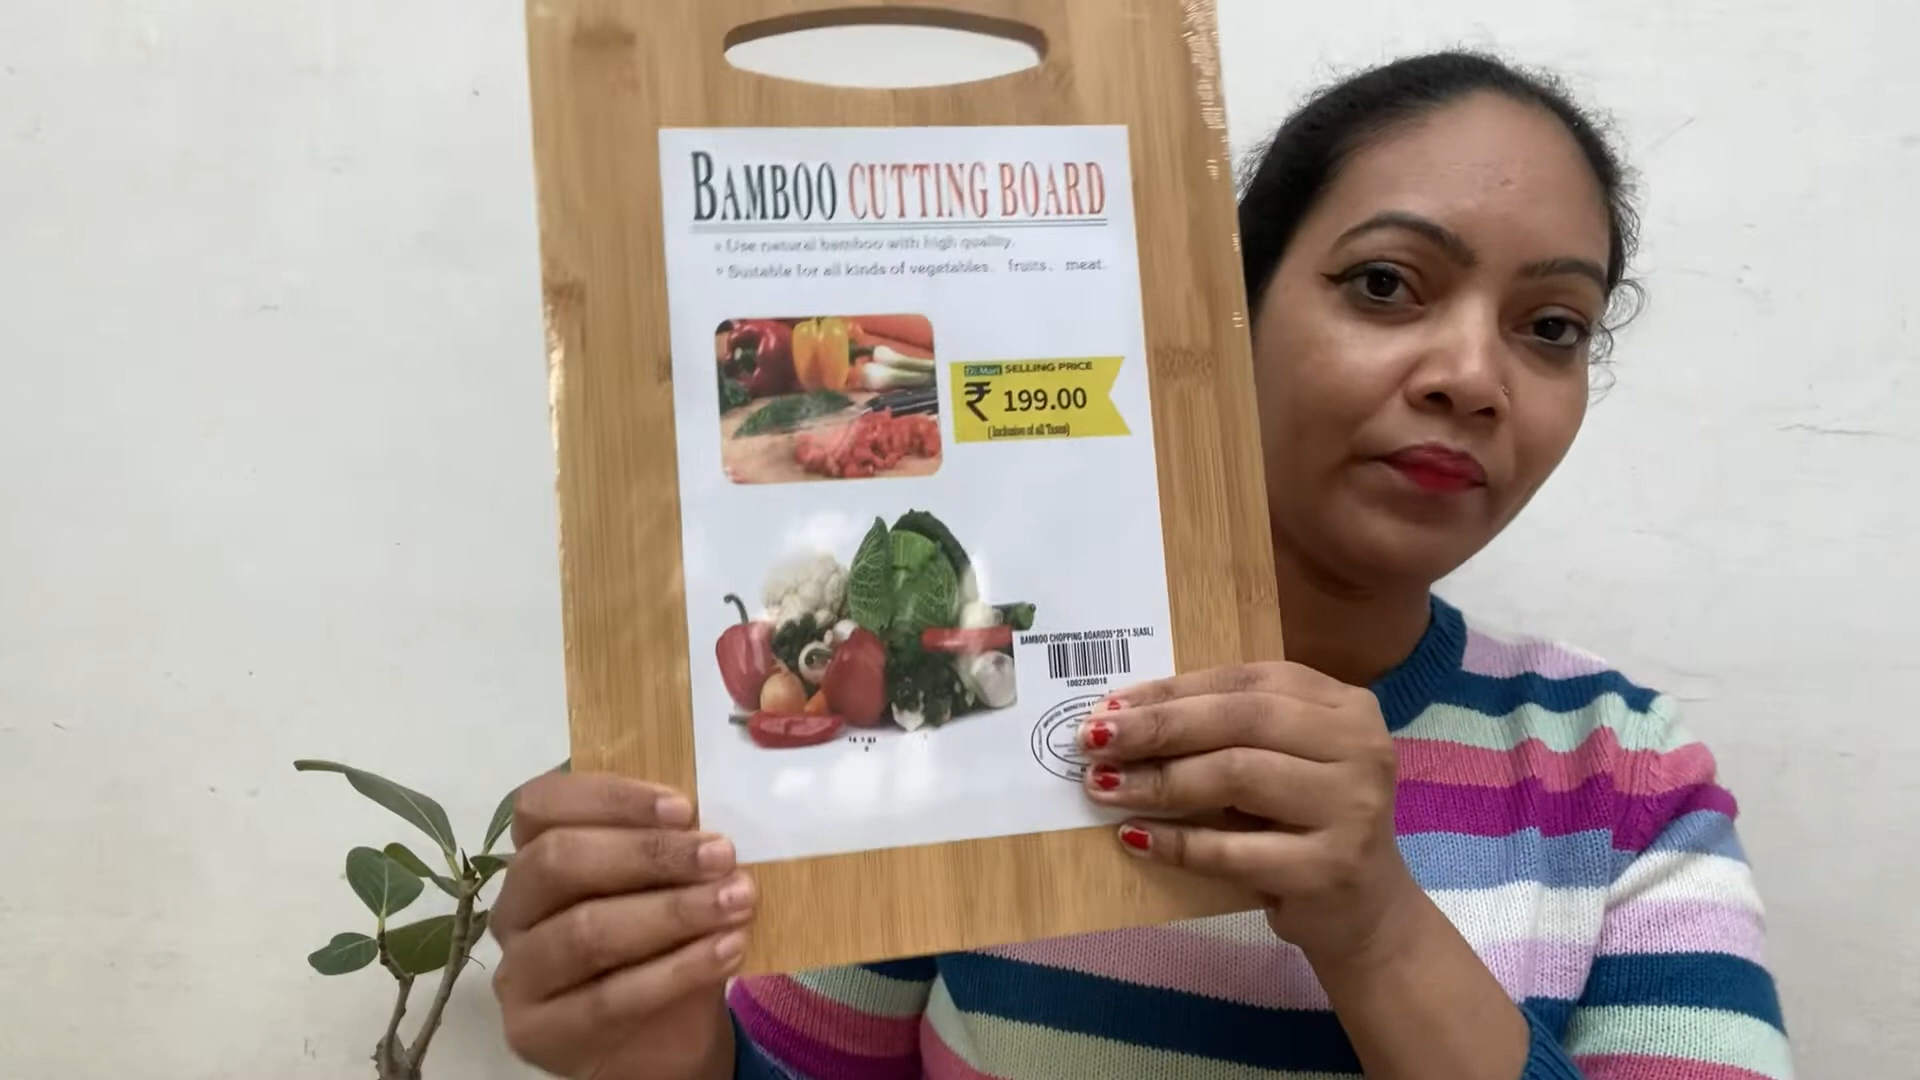 BAMBOO CUTTING BOARD
Use natural bamboo with high quality.
Suitable for all kinds of vegetables、 fruits、 meat.
D Mart SELLING PRICE
₹ 199.00
(Inclusive of all Taxes)
BAMBOO CHOPPING BOARD35*25*1.5(ASL)
1002280018